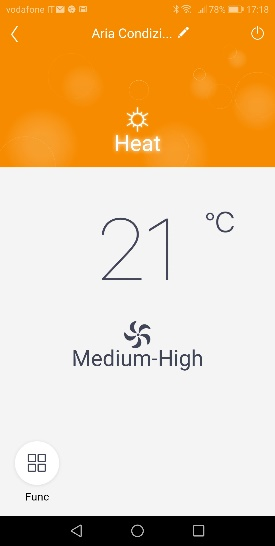 vodafone IT 78% 17:18
Aria Condizi...
Heat
21 °C
Medium-High
Func